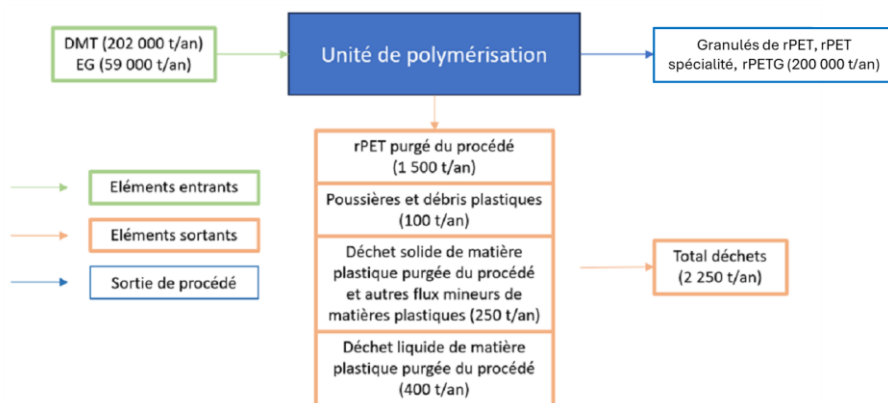 DMT (202 000 t/an)
EG (59 000 t/an)
Unité de polymérisation
Granulés de rPET, rPET
spécialité, rPETG (200 000 t/an)
rPET purgé du procédé
(1 500 t/an)
Poussières et débris plastiques
(100 t/an)
Déchet solide de matière
plastique purgée du procédé
et autres flux mineurs de
matières plastiques (250 t/an)
Déchet liquide de matière
plastique purgée du procédé
(400 t/an)
Eléments entrants
Eléments sortants
Sortie de procédé
Total déchets
(2 250 t/an)